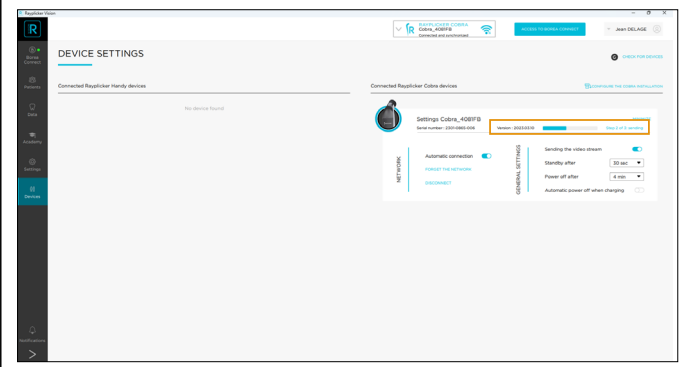 Rayplicker Vision
RAYPLICKER COBRA
Cobra_4081FB
Connected and synchronized
ACCESS TO BOREA CONNECT
Jean DELAGE
R
Borea
Connect
DEVICE SETTINGS
CHECK FOR DEVICES
Patients
Connected Rayplicker Handy devices
Connected Rayplicker Cobra devices
CONFIGURE THE COBRA INSTALLATION
No device found
Data
Settings Cobra_4081FB
Serial number : 2301-0865-006
Version : 2023.03.10
Step 2 of 3: sending
Academy
Settings
Devices
NETWORK
Automatic connection
FORGET THE NETWORK
DISCONNECT
GENERAL SETTINGS
Sending the video stream
Standby after
30 sec
Power off after
4 min
Automatic power off when charging
Notifications